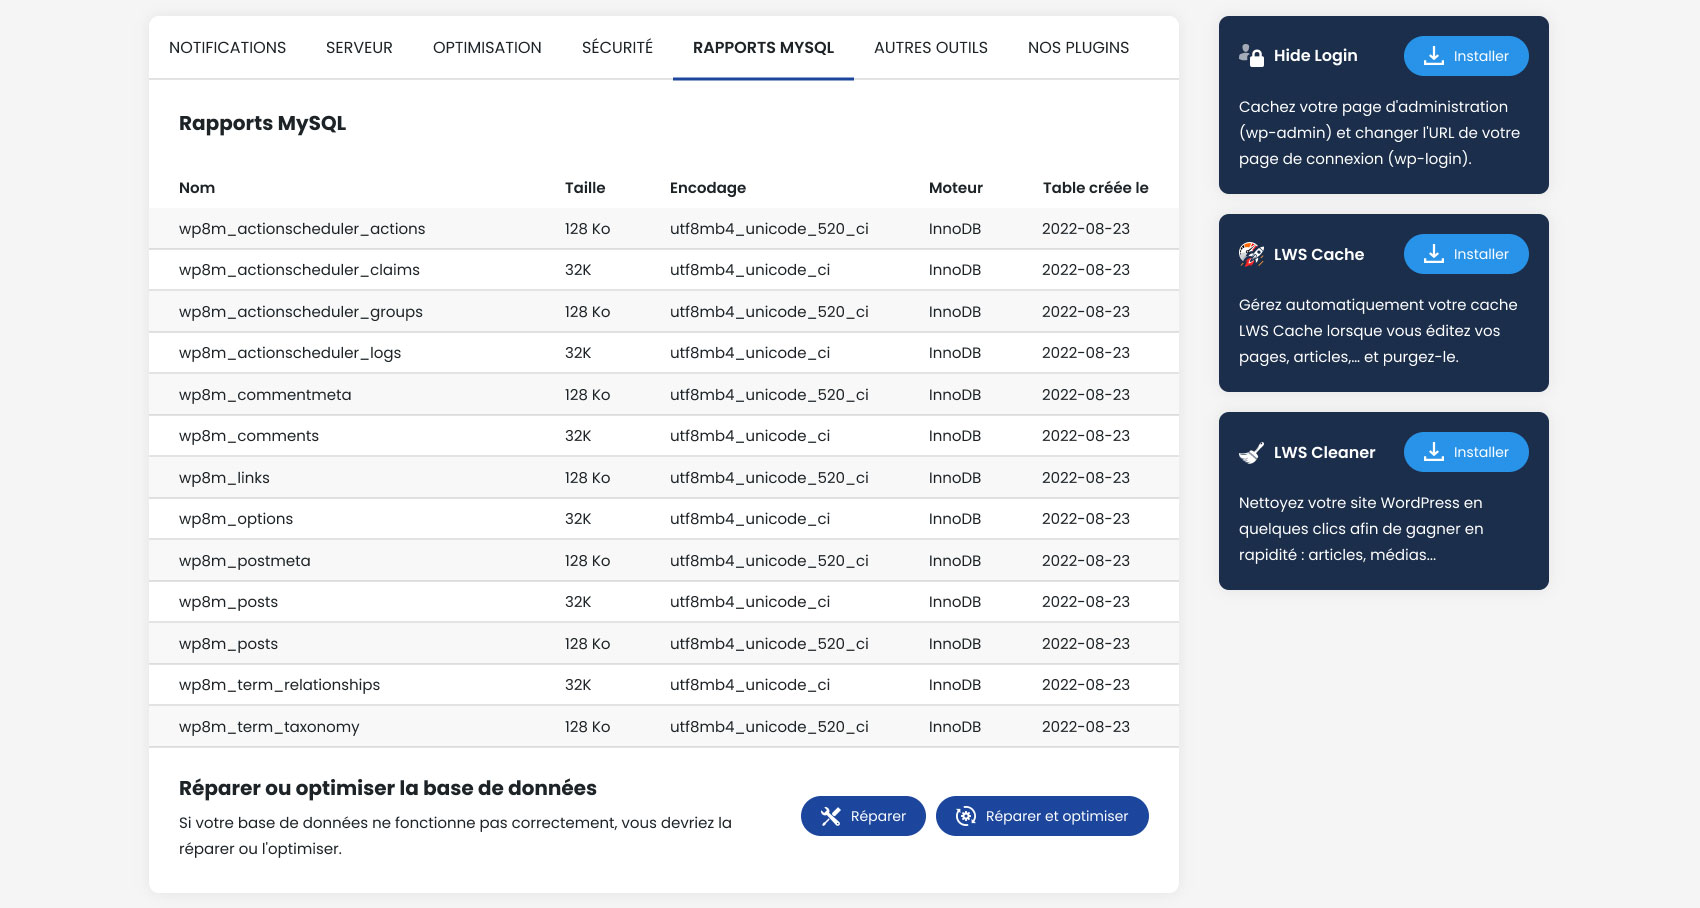 NOTIFICATIONS SERVEUR OPTIMISATION SÉCURITÉ RAPPORTS MYSQL AUTRES OUTILS NOS PLUGINS
Rapports MySQL
Nom Taille Encodage Moteur Table créée le
wp8m_actionscheduler_actions 128 Ko utf8mb4_unicode_520_ci InnoDB 2022-08-23
wp8m_actionscheduler_claims 32K utf8mb4_unicode_ci InnoDB 2022-08-23
wp8m_actionscheduler_groups 128 Ko utf8mb4_unicode_520_ci InnoDB 2022-08-23
wp8m_actionscheduler_logs 32K utf8mb4_unicode_ci InnoDB 2022-08-23
wp8m_commentmeta 128 Ko utf8mb4_unicode_520_ci InnoDB 2022-08-23
wp8m_comments 32K utf8mb4_unicode_ci InnoDB 2022-08-23
wp8m_links 128 Ko utf8mb4_unicode_520_ci InnoDB 2022-08-23
wp8m_options 32K utf8mb4_unicode_ci InnoDB 2022-08-23
wp8m_postmeta 128 Ko utf8mb4_unicode_520_ci InnoDB 2022-08-23
wp8m_posts 32K utf8mb4_unicode_ci InnoDB 2022-08-23
wp8m_posts 128 Ko utf8mb4_unicode_520_ci InnoDB 2022-08-23
wp8m_term_relationships 32K utf8mb4_unicode_ci InnoDB 2022-08-23
wp8m_term_taxonomy 128 Ko utf8mb4_unicode_520_ci InnoDB 2022-08-23
Réparer ou optimiser la base de données
Si votre base de données ne fonctionne pas correctement, vous devriez la
réparer ou l'optimiser.
Réparer Réparer et optimiser
Hide Login Installer
Cachez votre page d'administration
(wp-admin) et changer l'URL de votre
page de connexion (wp-login).
LWS Cache Installer
Gérez automatiquement votre cache
LWS Cache lorsque vous éditez vos
pages, articles,... et purgez-le.
LWS Cleaner Installer
Nettoyez votre site WordPress en
quelques clics afin de gagner en
rapidité : articles, médias...